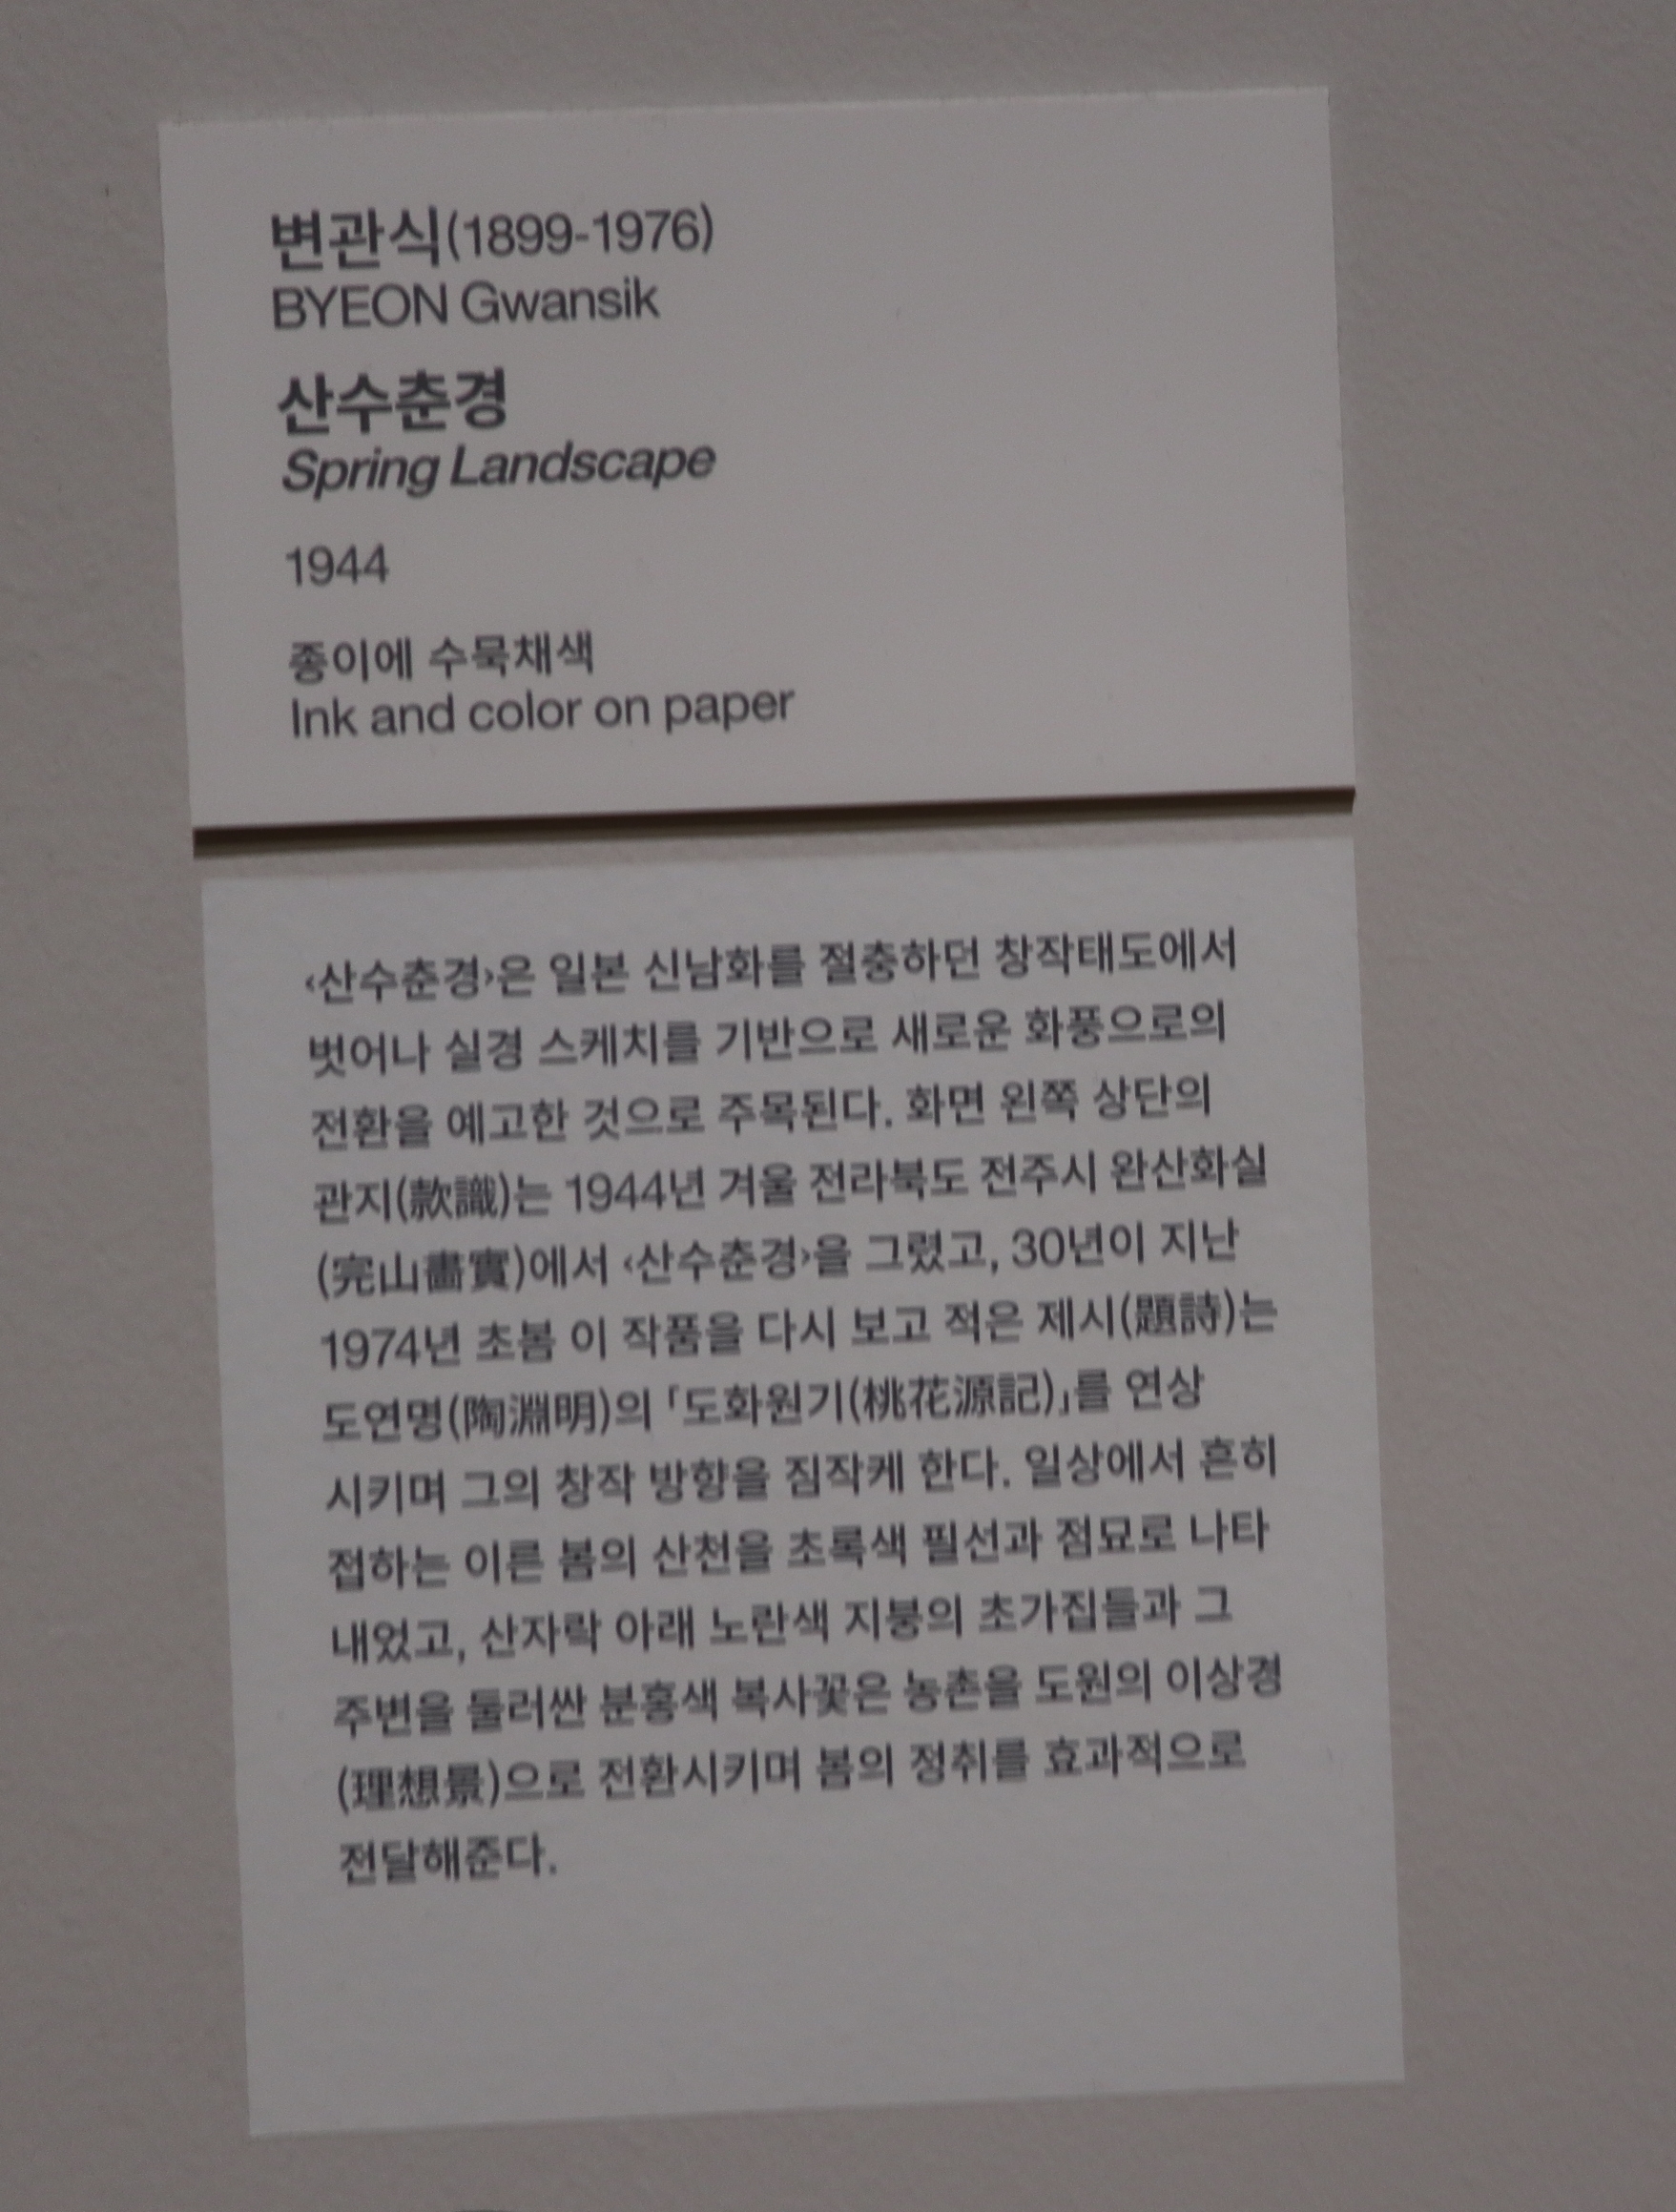 변관식(1899-1976)
BYEON Gwansik
산수춘경
Spring Landscape
1944
종이에 수묵채색
Ink and color on paper
‹산수춘경›은 일본 신남화를 절충하던 창작태도에서
벗어나 실경 스케치를 기반으로 새로운 화풍으로의
전환을 예고한 것으로 주목된다. 화면 왼쪽 상단의
관지(款識)는 1944년 겨울 전라북도 전주시 완산화실
(完山畵實)에서 ‹산수춘경›을 그렸고, 30년이 지난
1974년 초봄 이 작품을 다시 보고 적은 제시(題詩)는
도연명(陶淵明)의 「도화원기(桃花源記)」를 연상
시키며 그의 창작 방향을 짐작케 한다. 일상에서 흔히
접하는 이른 봄의 산천을 초록색 필선과 점묘로 나타
내었고, 산자락 아래 노란색 지붕의 초가집들과 그
주변을 둘러싼 분홍색 복사꽃은 농촌을 도원의 이상경
(理想景)으로 전환시키며 봄의 정취를 효과적으로
전달해준다.